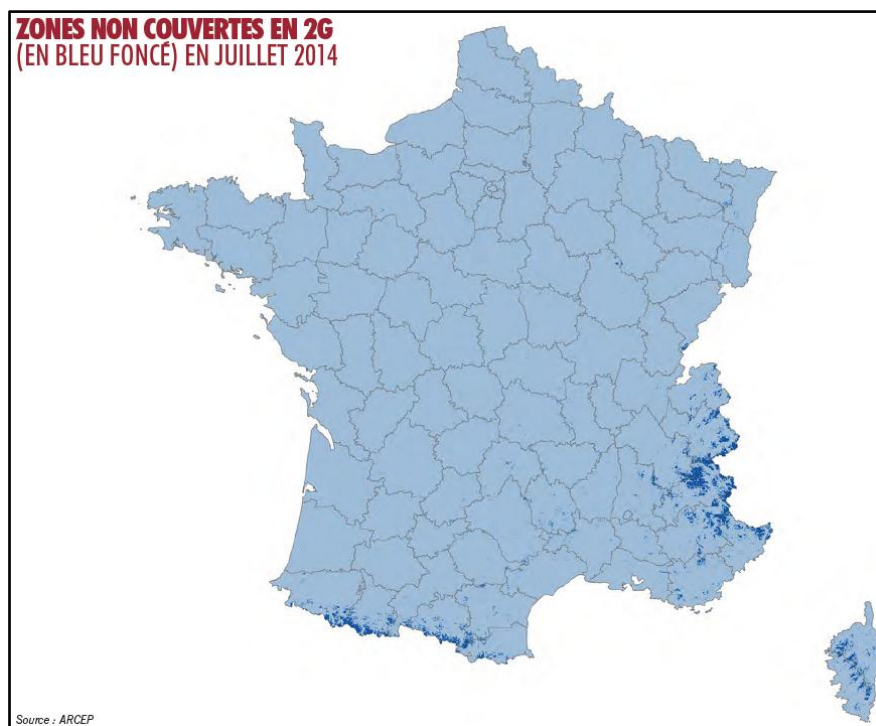 ZONES NON COUVERTES EN 2G
(EN BLEU FONCÉ) EN JUILLET 2014
Source : ARCEP